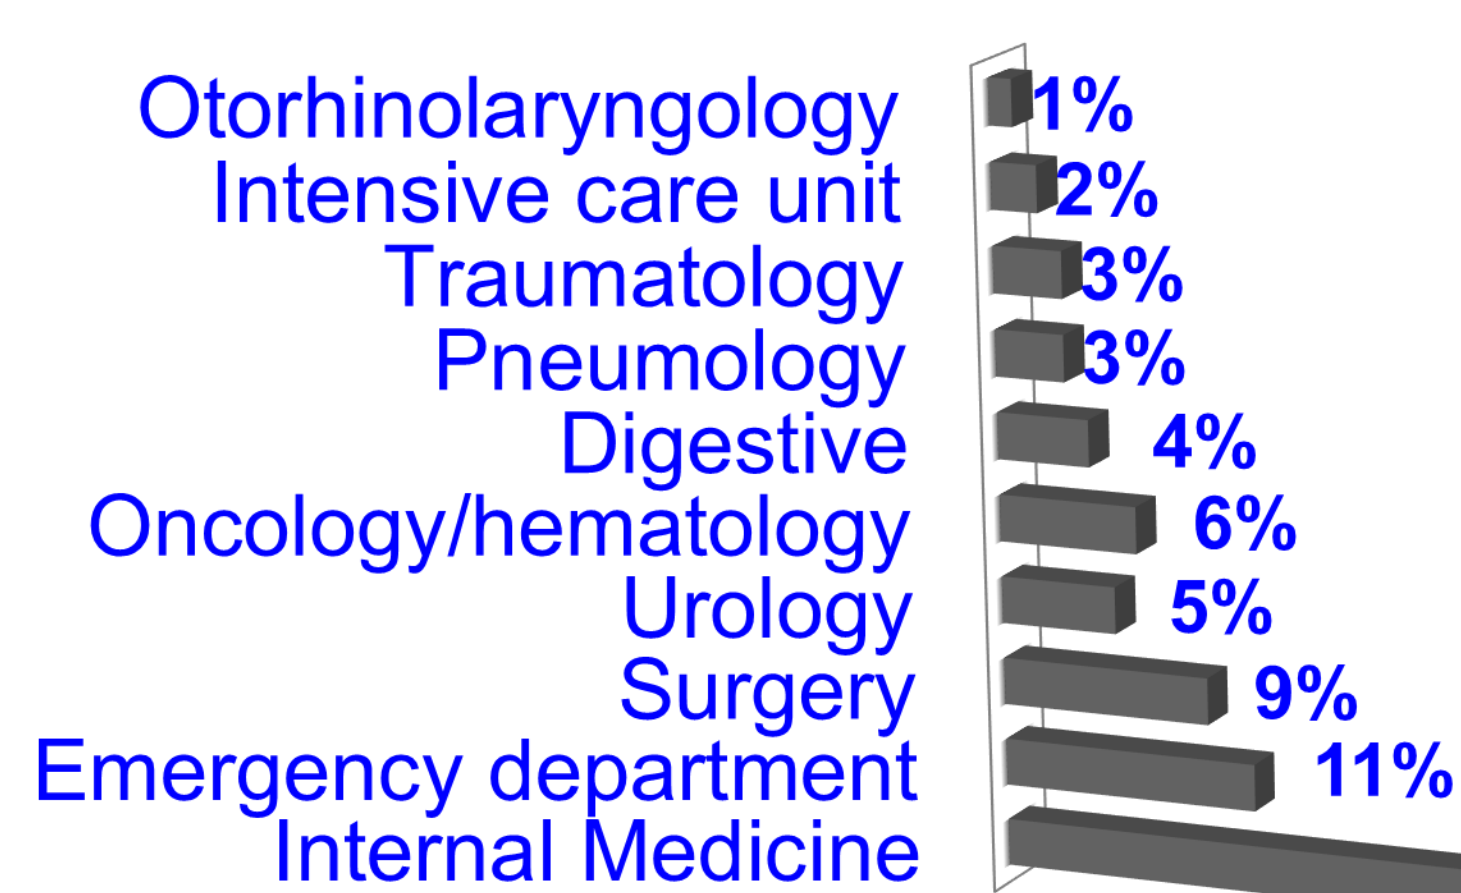 Otorhinolaryngology 1%
Intensive care unit 2%
Traumatology 3%
Pneumology 3%
Digestive 4%
Oncology/hematology 6%
Urology 5%
Surgery 9%
Emergency department 11%
Internal Medicine